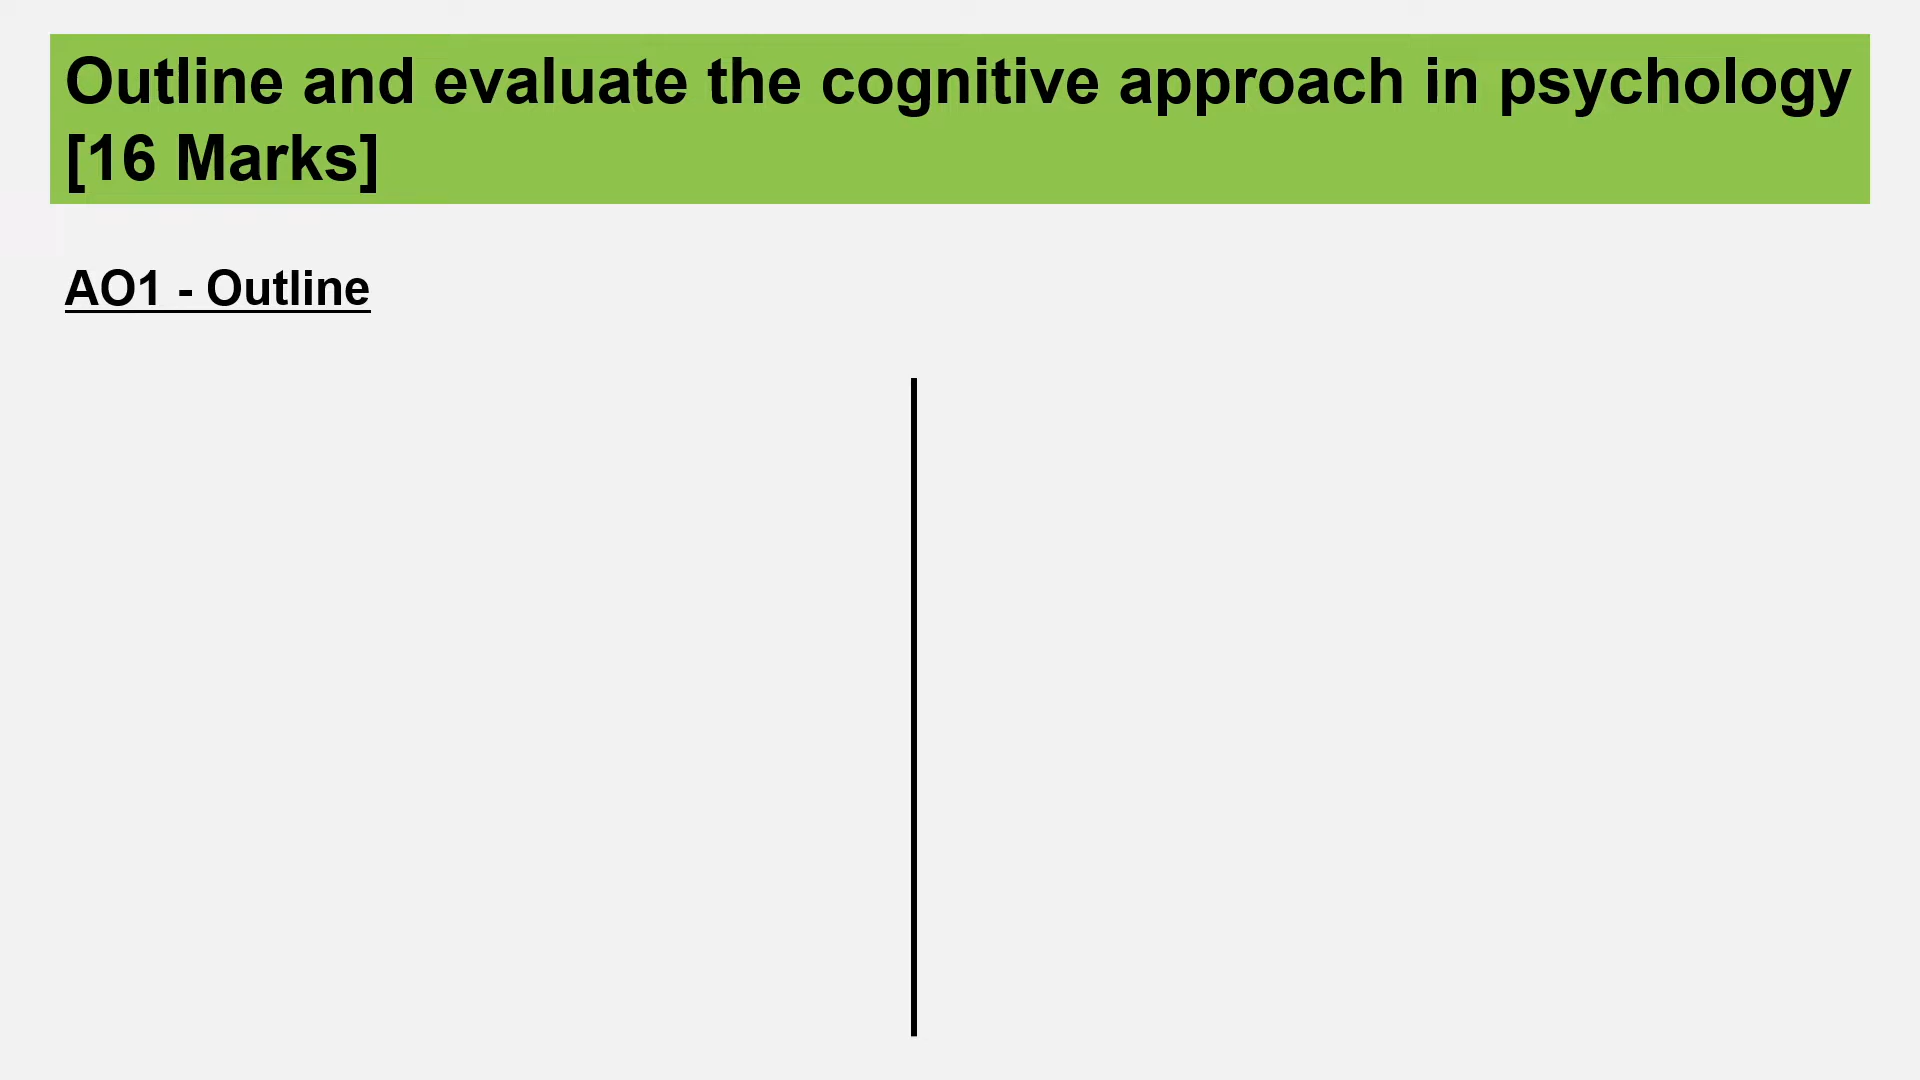 Outline and evaluate the cognitive approach in psychology
[16 Marks]
AO1 - Outline